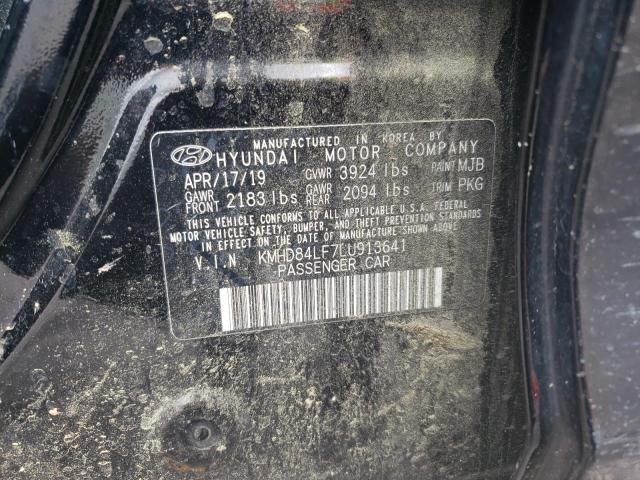 MANUFACTURED IN KOREA BY
HYUNDAI MOTOR COMPANY
APR/17/19 GVWR 3924 lbs PAINT MJB
GAWR FRONT 2183 lbs GAWR REAR 2094 lbs TRIM PKG
THIS VEHICLE CONFORMS TO ALL APPLICABLE U.S.A. FEDERAL
MOTOR VEHICLE SAFETY, BUMPER, AND THEFT PREVENTION STANDARDS
IN EFFECT ON THE DATE OF MANUFACTURE SHOWN ABOVE.
V.I.N KMHD84LF7LU913641
PASSENGER CAR